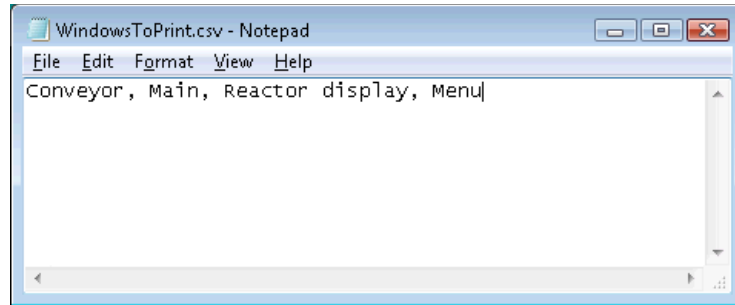 WindowsToPrint.csv - Notepad
File Edit Format View Help
Conveyor, Main, Reactor display, Menu